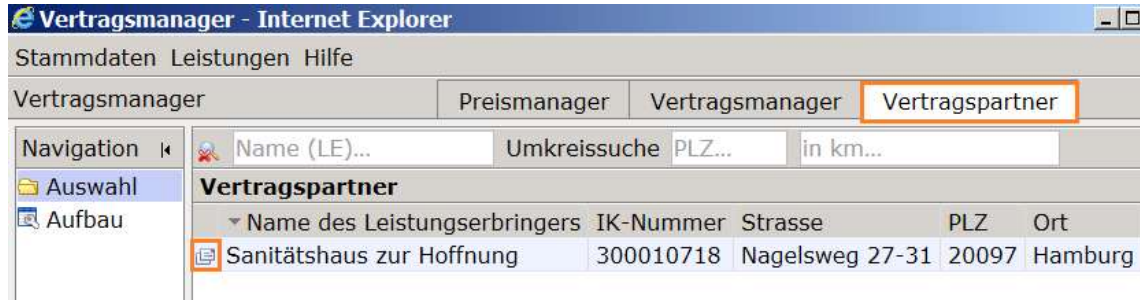 Vertragsmanager - Internet Explorer
Stammdaten Leistungen Hilfe
Vertragsmanager Preismanager Vertragsmanager Vertragspartner
Navigation Name (LE)... Umkreissuche PLZ... in km...
Auswahl Vertragspartner
Aufbau Name des Leistungserbringers IK-Nummer Strasse PLZ Ort
Sanitätshaus zur Hoffnung 300010718 Nagelsweg 27-31 20097 Hamburg